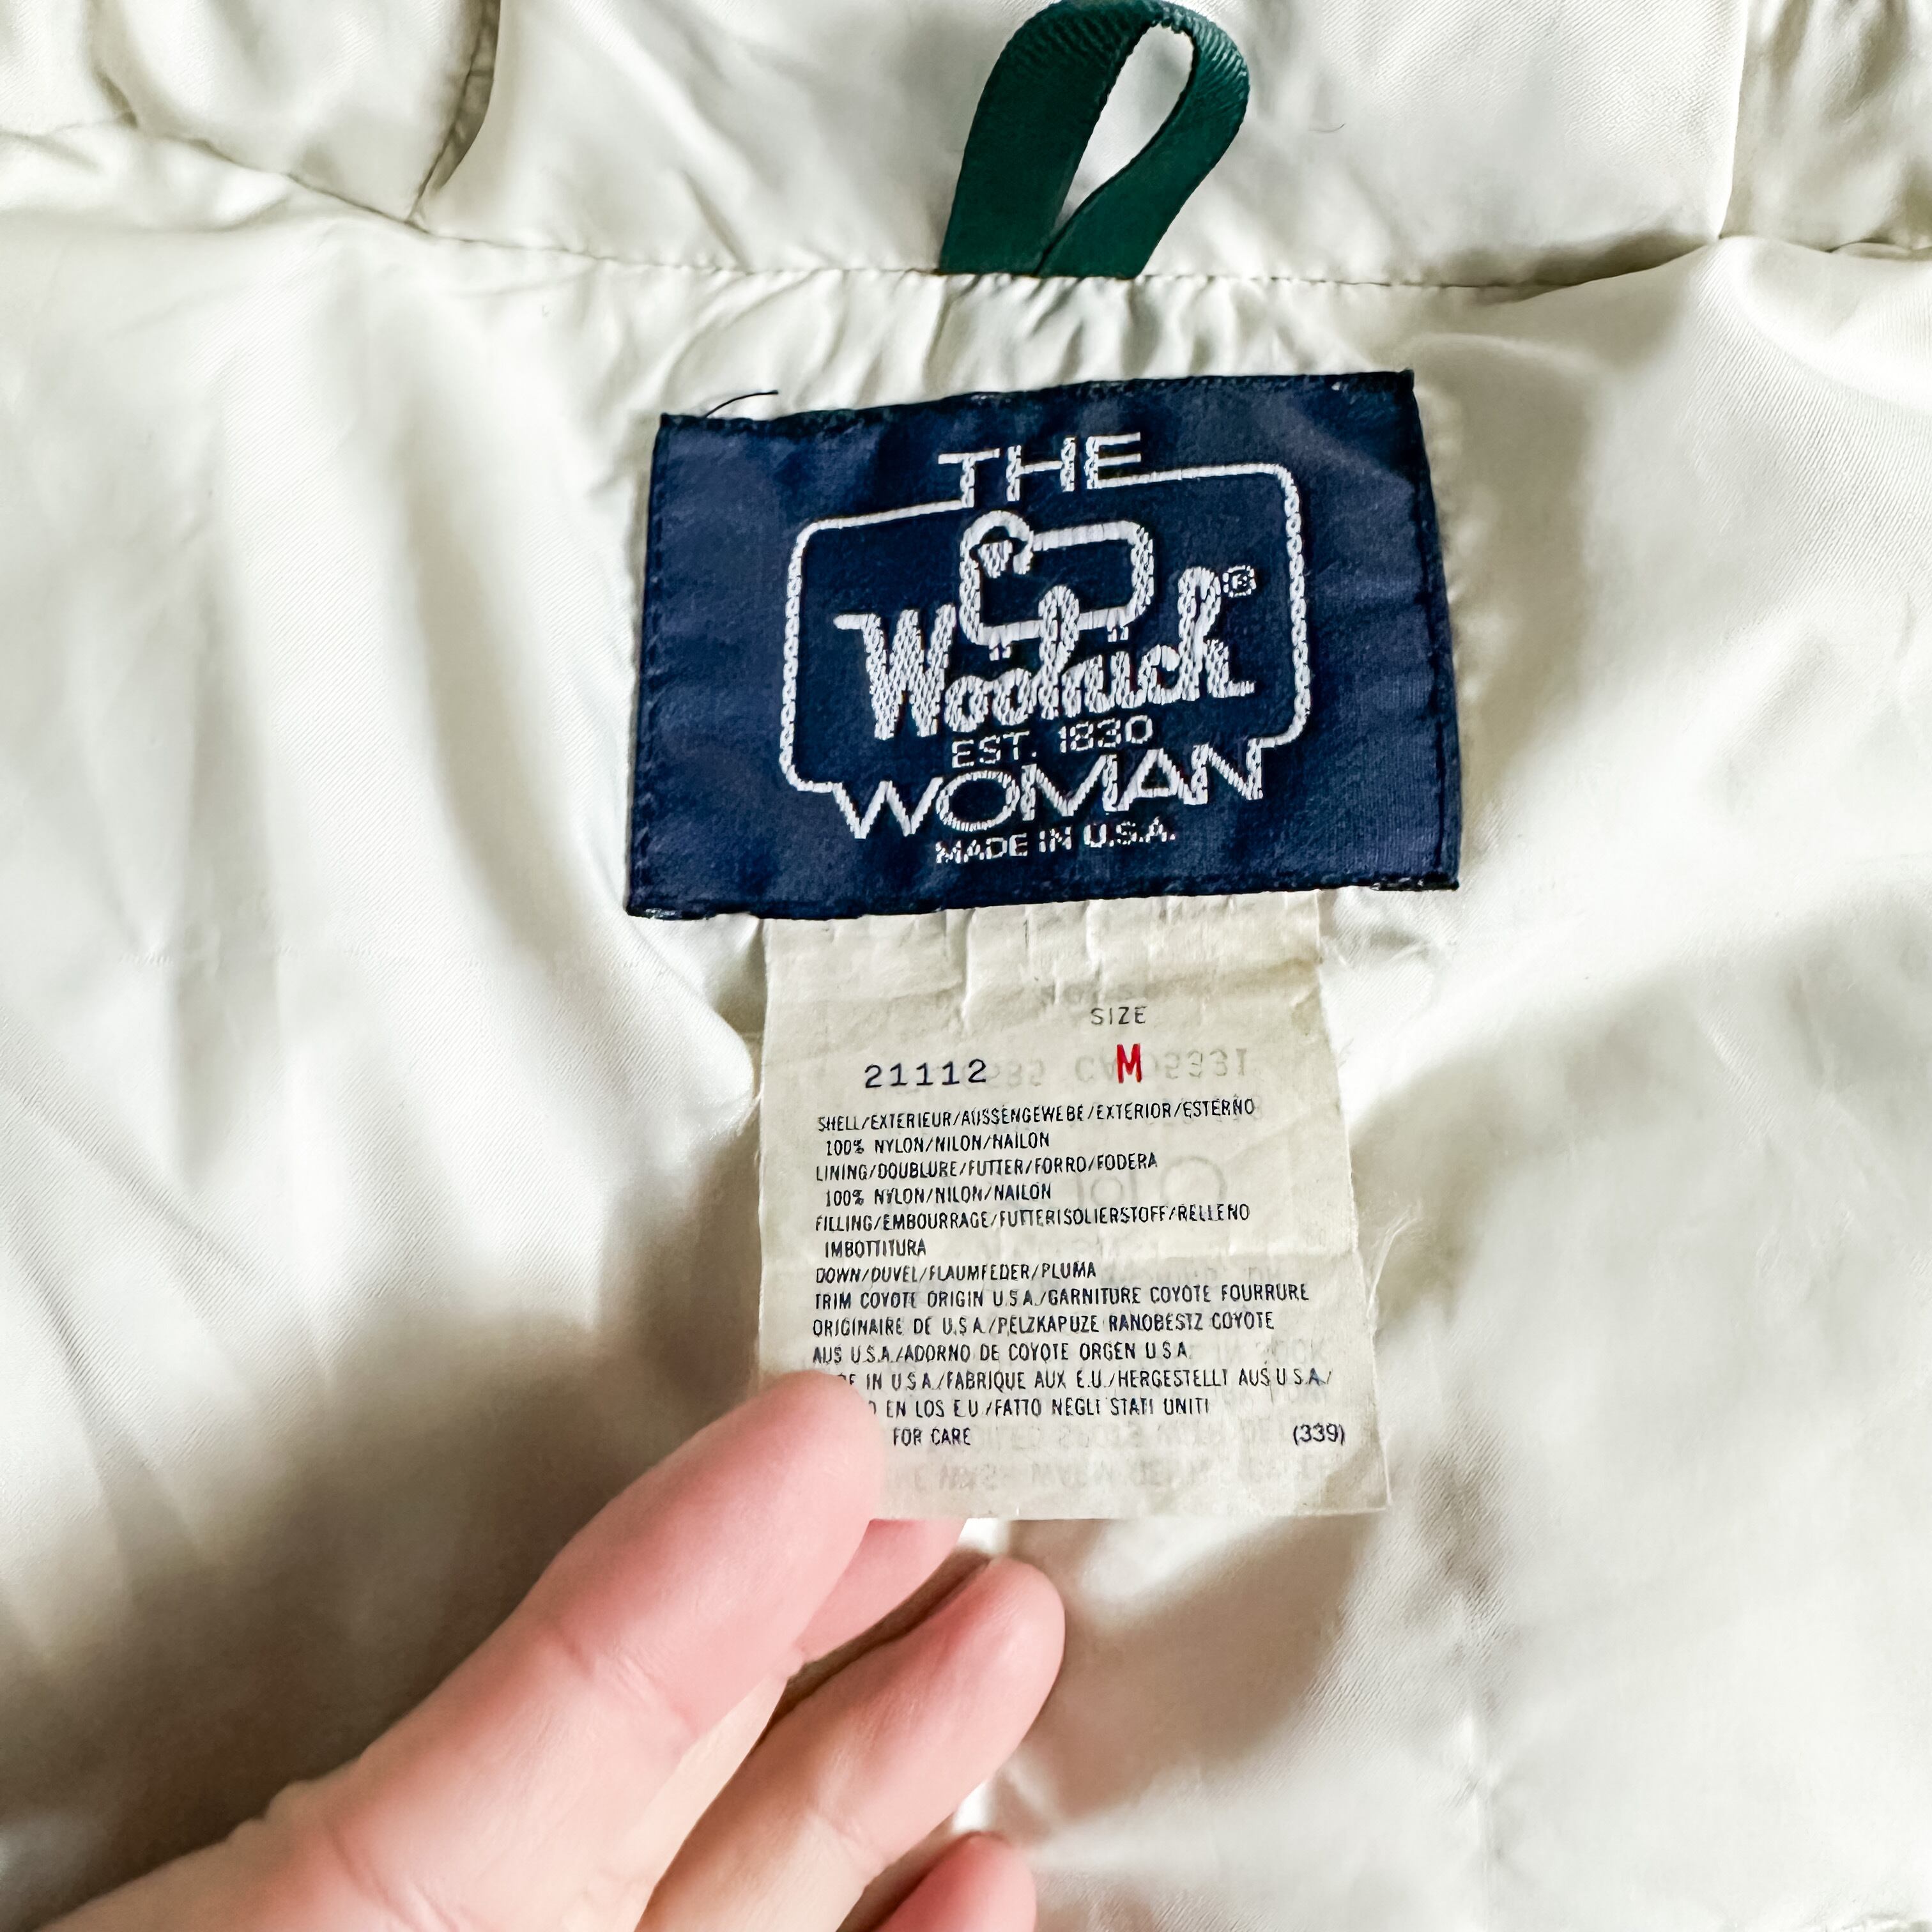 THE
Woolrich®
EST. 1830
WOMAN
MADE IN U.S.A.
SIZE
21112 M
SHELL/EXTERIEUR/AUSSENGEWEBE/EXTERIOR/ESTERNO
100% NYLON/NILON/NAILON
LINING/DOUBLURE/FUTTER/FORRO/FODERA
100% NYLON/NILON/NAILON
FILLING/EMBOURRAGE/FUTTERISOLIERSTOFF/RELLENO
IMBOTTITURA
DOWN/DUVEL/FLAUMFEDER/PLUMA
TRIM COYOTE ORIGIN U.S.A./GARNITURE COYOTE FOURRURE
ORIGINAIRE DE U.S.A./PELZKAPUZE RANOBESTZ COYOTE
AUS U.S.A./ADORNO DE COYOTE ORGEN U.S.A.
IN U.S.A./FABRIQUE AUX E.U./HERGESTELLT AUS U.S.A./
EN LOS E.U./FATTO NEGLI STATI UNITI
FOR CARE (339)